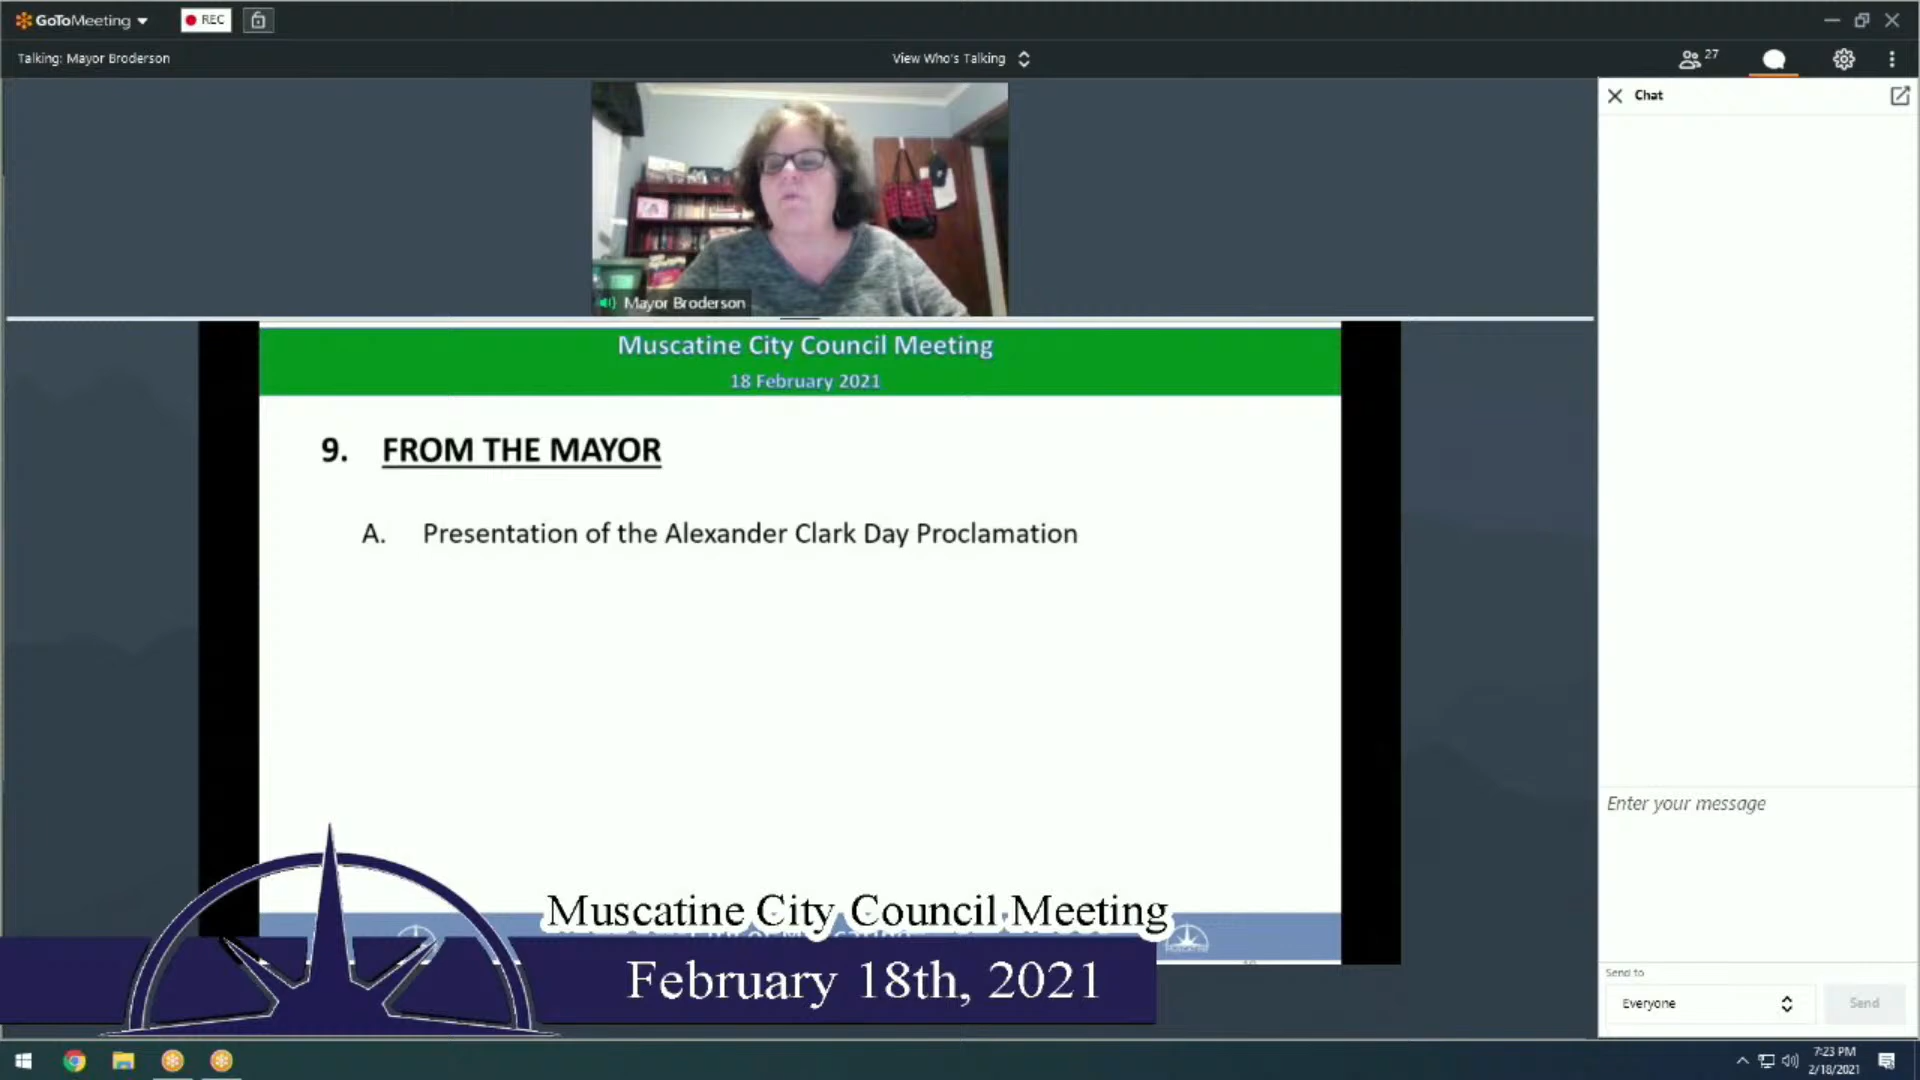 GoToMeeting
REC
Talking: Mayor Broderson
View Who's Talking
27
Chat
Mayor Broderson
Muscatine City Council Meeting
18 February 2021
9. FROM THE MAYOR
A. Presentation of the Alexander Clark Day Proclamation
Enter your message
Muscatine City Council Meeting
February 18th, 2021
Send to
Everyone
Send
7:23 PM
2/18/2021